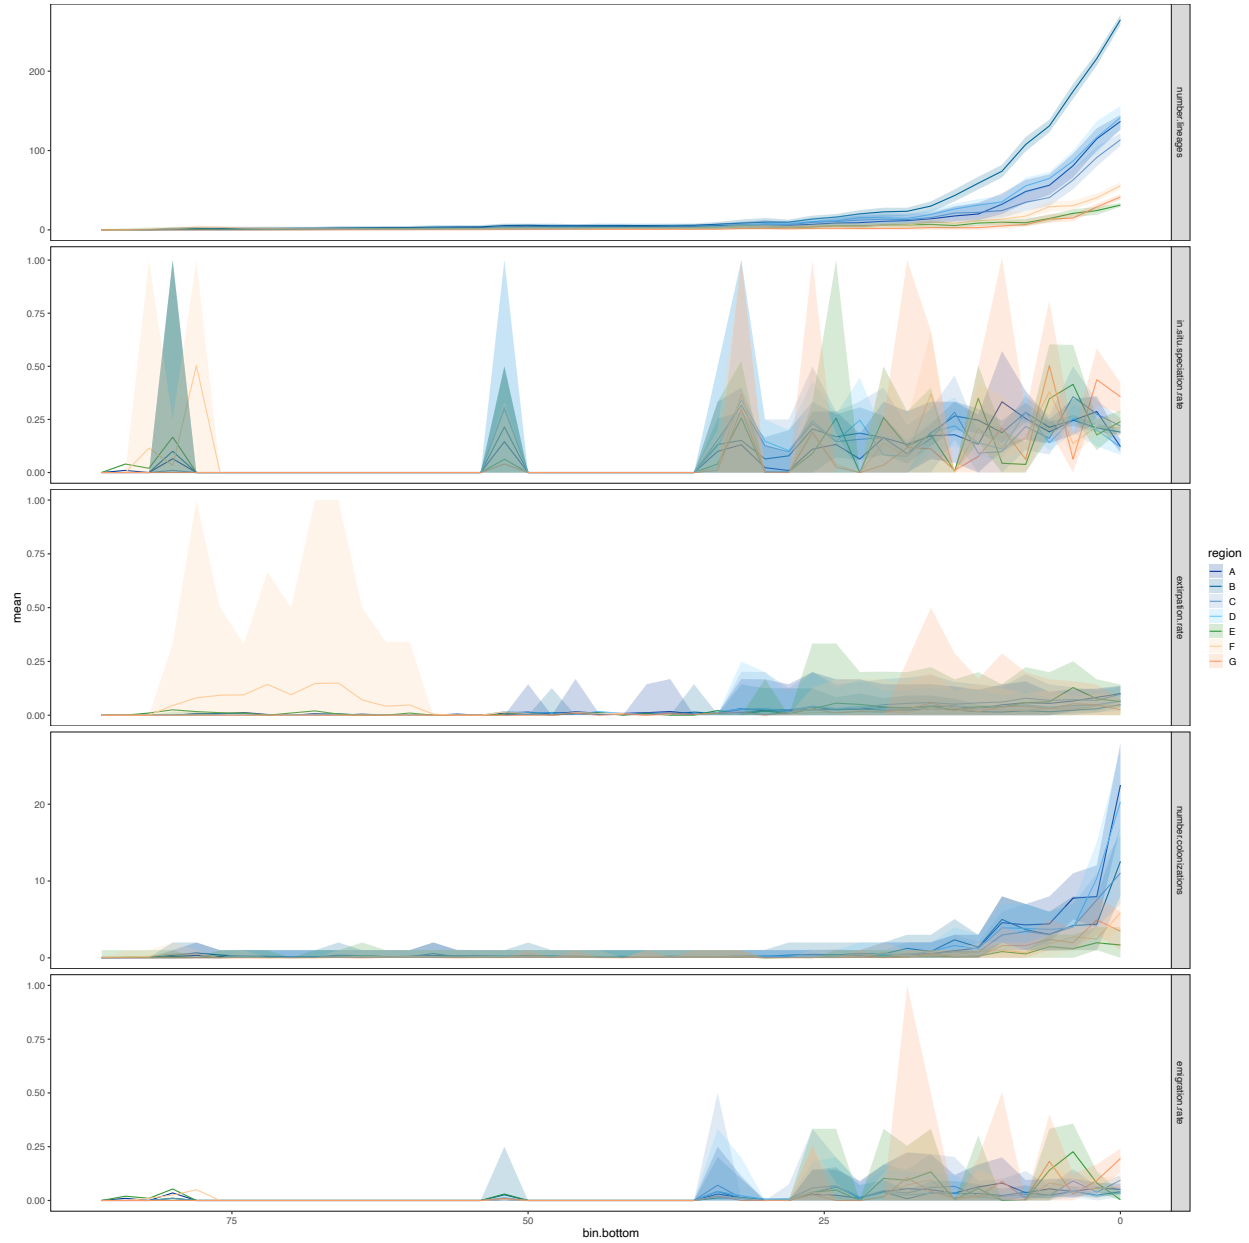 200
100
0
number.lineages
1.00
0.75
0.50
0.25
0.00
in.situ.speciation.rate
1.00
0.75
0.50
0.25
0.00
extirpation.rate
20
10
0
number.colonizations
1.00
0.75
0.50
0.25
0.00
emigration.rate
75
50
25
0
bin.bottom
mean
region
A
B
C
D
E
F
G